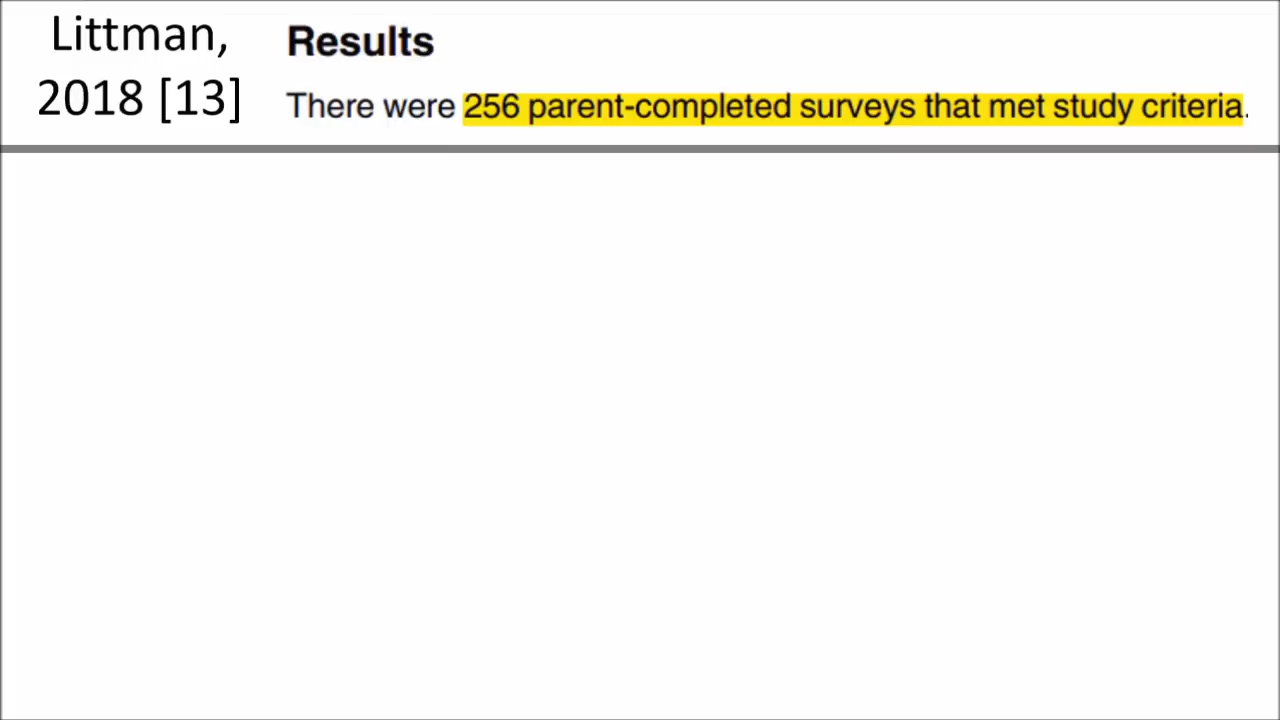 Littman,
2018 [13]
Results
There were 256 parent-completed surveys that met study criteria.